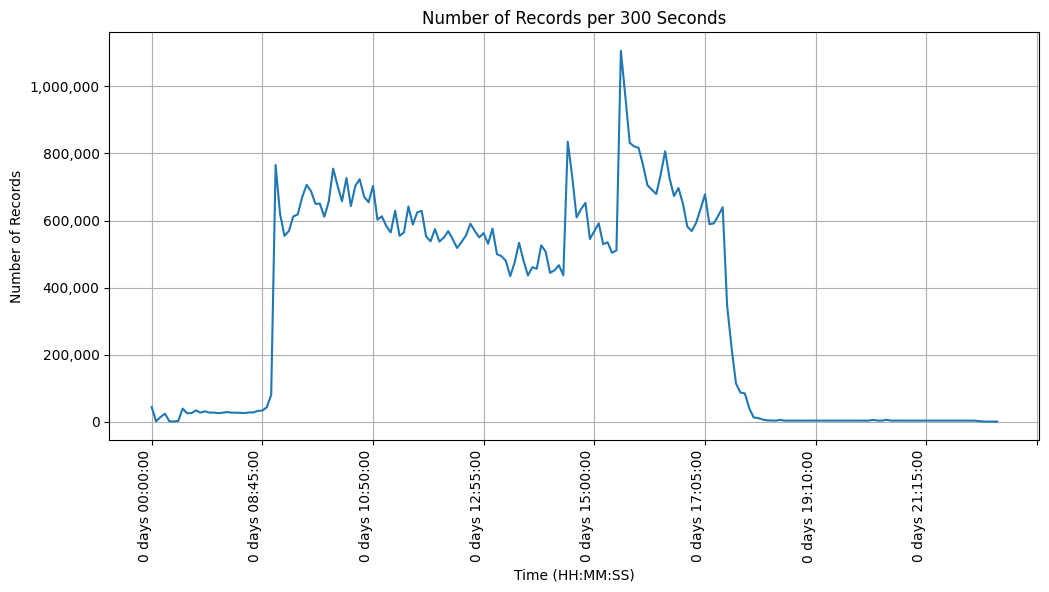 Number of Records per 300 Seconds
Number of Records
1,000,000
800,000
600,000
400,000
200,000
0
0 days 00:00:00
0 days 08:45:00
0 days 10:50:00
0 days 12:55:00
0 days 15:00:00
0 days 17:05:00
0 days 19:10:00
0 days 21:15:00
Time (HH:MM:SS)